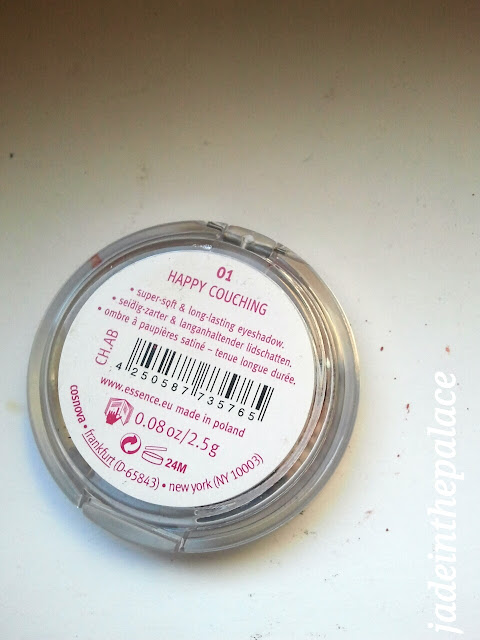 01
HAPPY COUCHING
• super-soft & long-lasting eyeshadow.
• seidig-zarter & langanhaltender lidschatten.
• ombre à paupières satiné – tenue longue durée.
CH.AB
4 250587 735765
www.essence.eu made in poland
0.08 oz/2.5g
24M
cosnova • frankfurt (D-65843) • new york (NY 10003)
jadeinthepalace